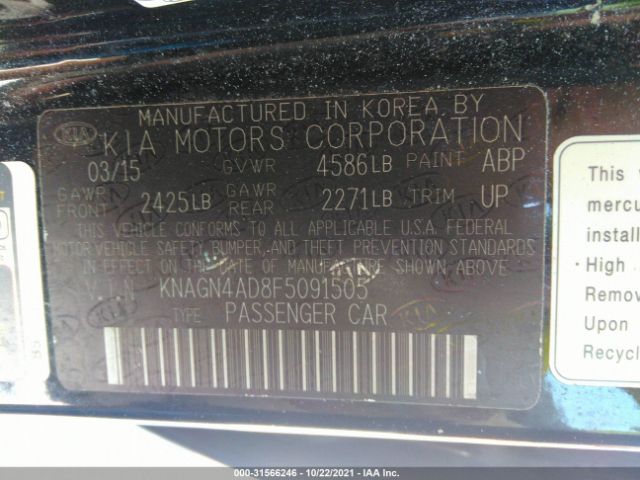 MANUFACTURED IN KOREA BY
KIA KIA MOTORS CORPORATION
03/15 GVWR 4586LB PAINT ABP
GAWR FRONT 2425LB GAWR REAR 2271LB TRIM UP
THIS VEHICLE CONFORMS TO ALL APPLICABLE U.S.A. FEDERAL
MOTOR VEHICLE SAFETY, BUMPER, AND THEFT PREVENTION STANDARDS
IN EFFECT ON THE DATE OF MANUFACTURE SHOWN ABOVE
V.I.N. KNAGN4AD8F5091505
TYPE PASSENGER CAR
This v
mercu
install
• High
Remov
Upon
Recycl
000-31566246 - 10/22/2021 - IAA Inc.